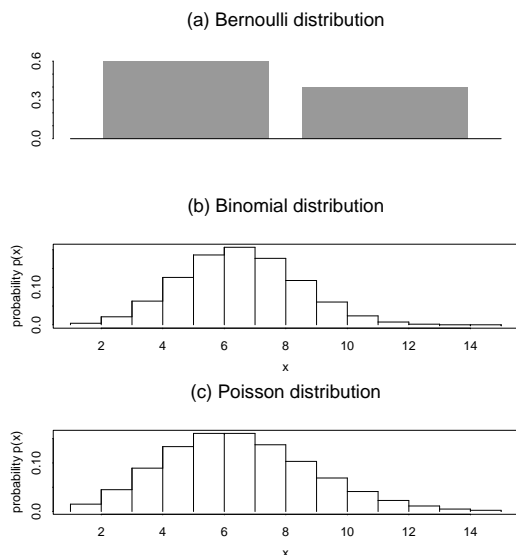 (a) Bernoulli distribution
0.6
0.3
0.0
(b) Binomial distribution
probability p(x)
0.10
0.0
2 4 6 8 10 12 14
x
(c) Poisson distribution
probability p(x)
0.10
0.0
2 4 6 8 10 12 14
x